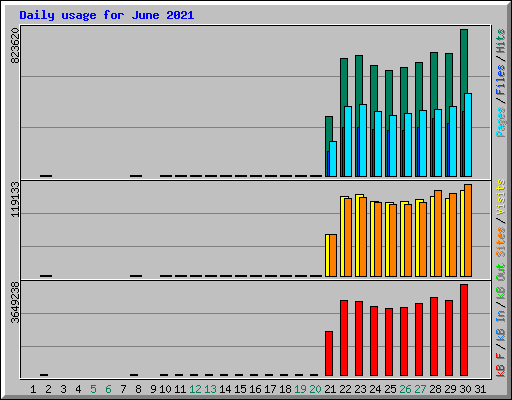 Daily usage for June 2021
823620
119133
3649238
Pages / Files / Hits
Sites / Visits
kB F / kB In / kB Out
1 2 3 4 5 6 7 8 9 10 11 12 13 14 15 16 17 18 19 20 21 22 23 24 25 26 27 28 29 30 31